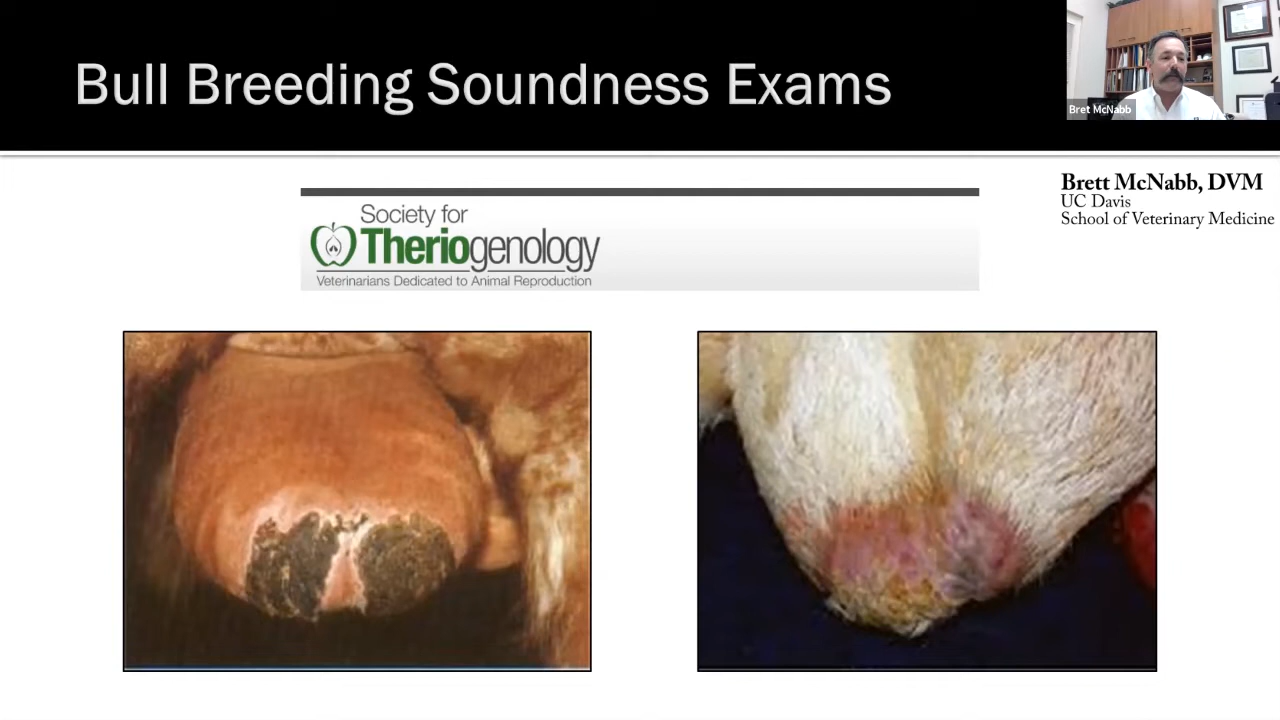 Bull Breeding Soundness Exams
Bret McNabb
Brett McNabb, DVM
UC Davis
School of Veterinary Medicine
Society for
Theriogenology
Veterinarians Dedicated to Animal Reproduction